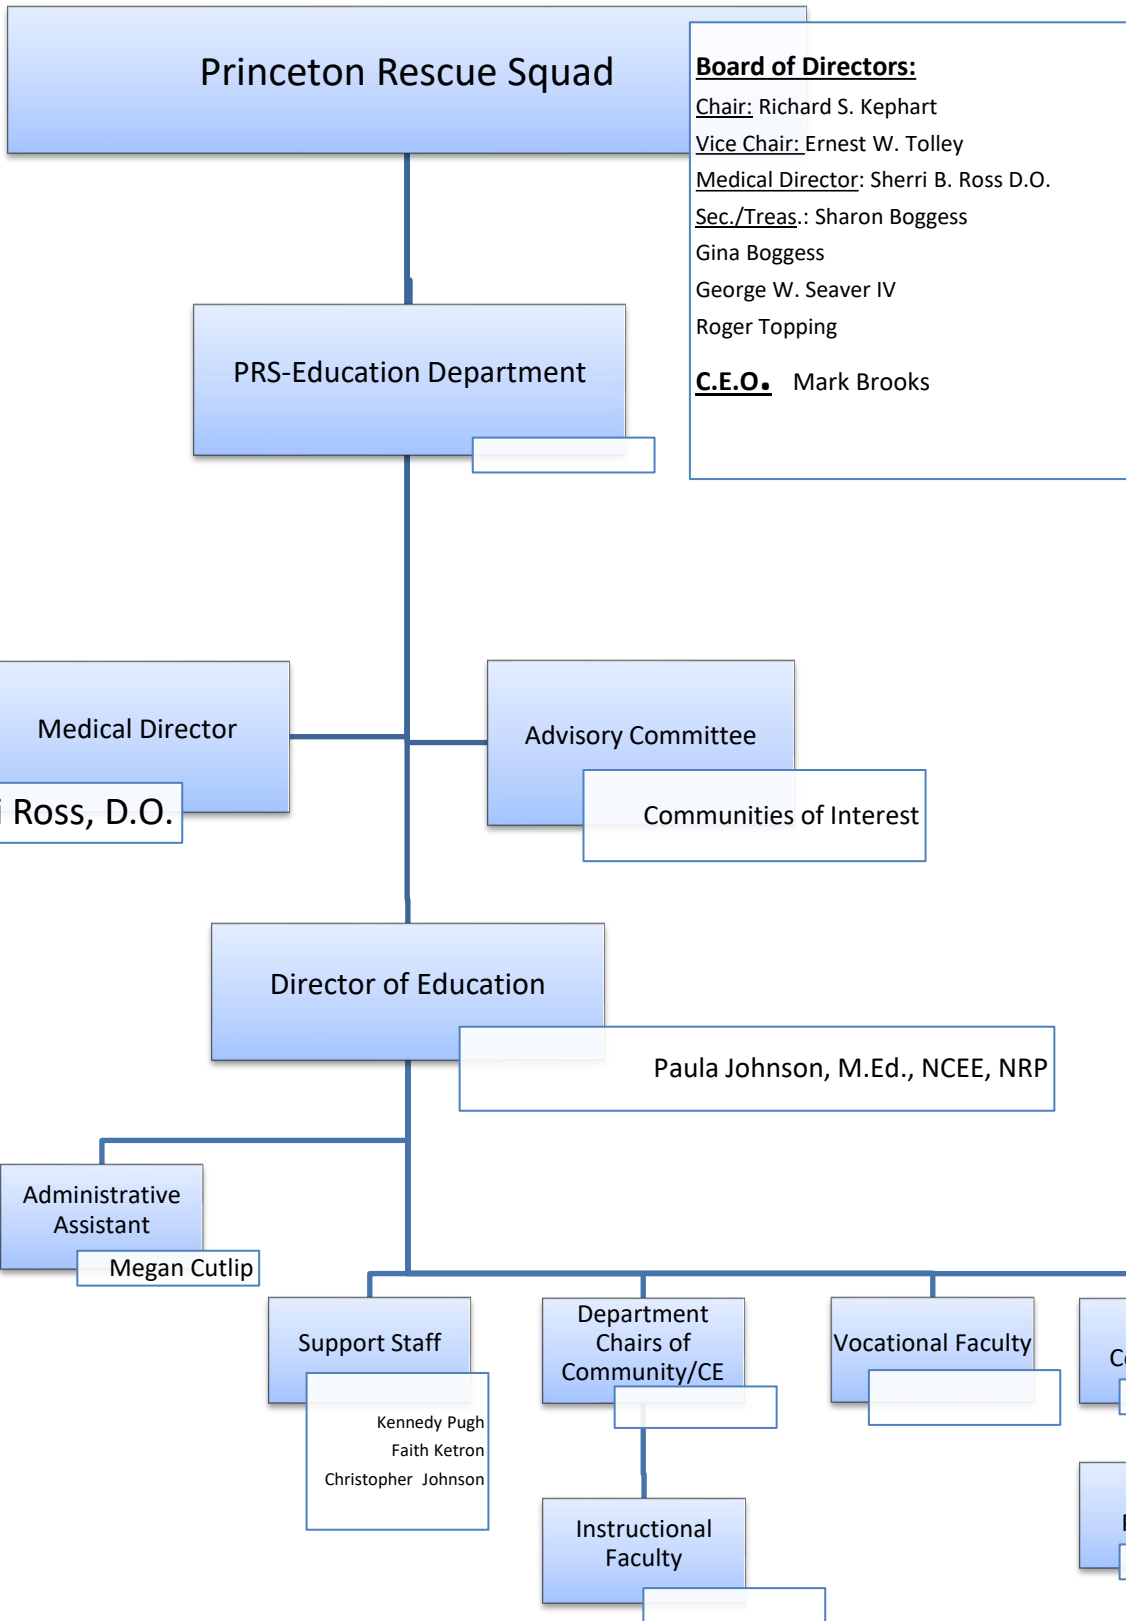 Princeton Rescue Squad
Board of Directors:
Chair: Richard S. Kephart
Vice Chair: Ernest W. Tolley
Medical Director: Sherri B. Ross D.O.
Sec./Treas.: Sharon Boggess
Gina Boggess
George W. Seaver IV
Roger Topping
C.E.O. Mark Brooks
PRS-Education Department
Medical Director
Ross, D.O.
Advisory Committee
Communities of Interest
Director of Education
Paula Johnson, M.Ed., NCEE, NRP
Administrative
Assistant
Megan Cutlip
Support Staff
Kennedy Pugh
Faith Ketron
Christopher Johnson
Department
Chairs of
Community/CE
Vocational Faculty
Instructional
Faculty